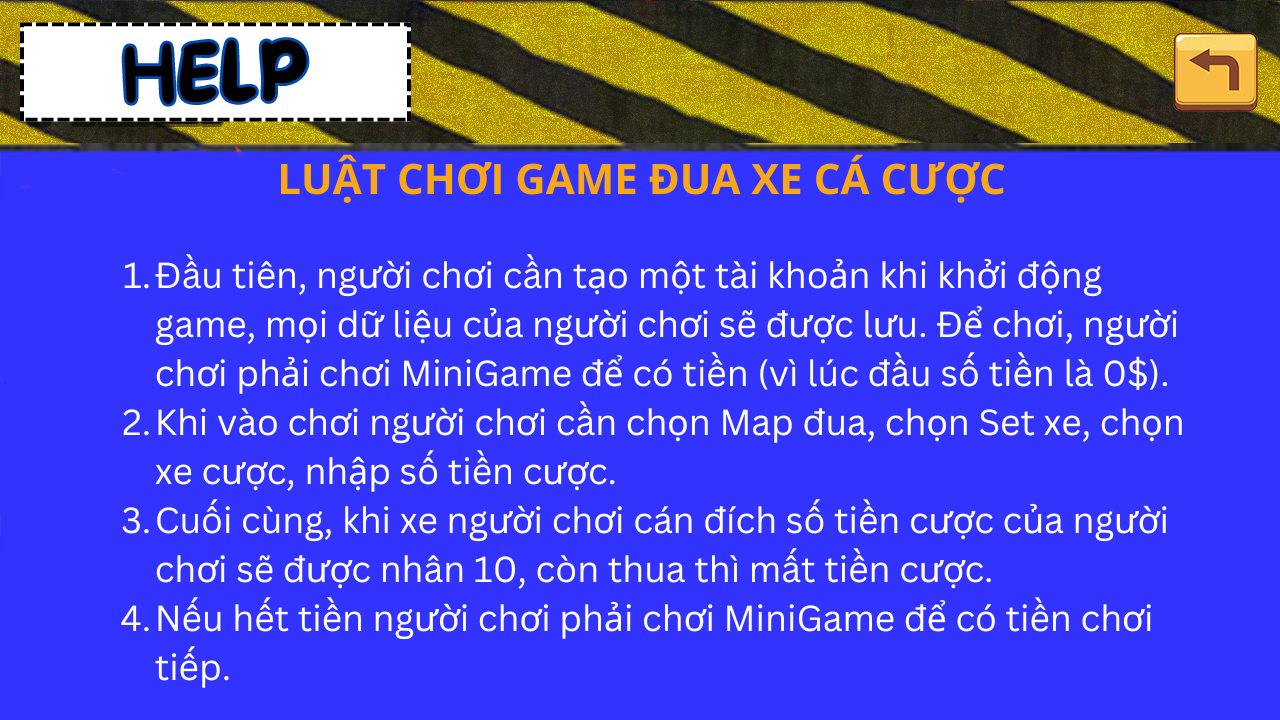 HELP
LUẬT CHƠI GAME ĐUA XE CÁ CƯỢC
1. Đầu tiên, người chơi cần tạo một tài khoản khi khởi động
game, mọi dữ liệu của người chơi sẽ được lưu. Để chơi, người
chơi phải chơi MiniGame để có tiền (vì lúc đầu số tiền là 0$).
2. Khi vào chơi người chơi cần chọn Map đua, chọn Set xe, chọn
xe cược, nhập số tiền cược.
3. Cuối cùng, khi xe người chơi cán đích số tiền cược của người
chơi sẽ được nhân 10, còn thua thì mất tiền cược.
4. Nếu hết tiền người chơi phải chơi MiniGame để có tiền chơi
tiếp.